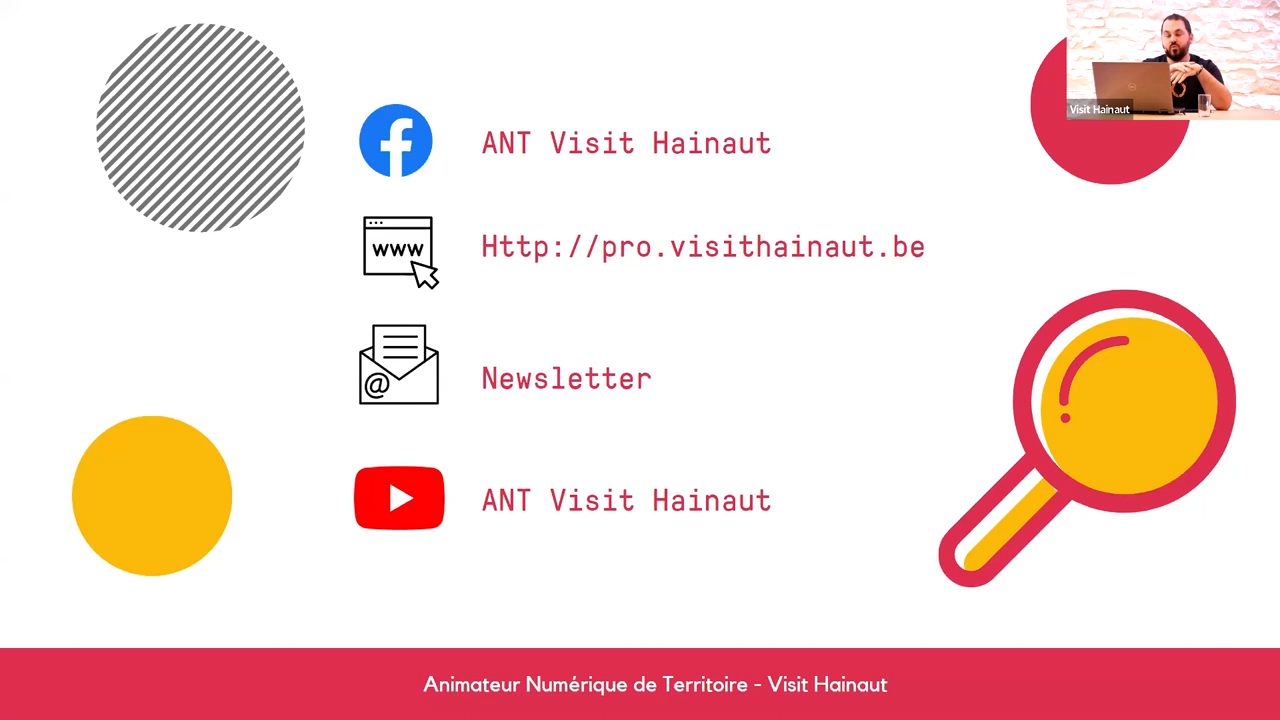 Visit Hainaut
ANT Visit Hainaut
www
Http://pro.visithainaut.be
@
Newsletter
ANT Visit Hainaut
Animateur Numérique de Territoire - Visit Hainaut